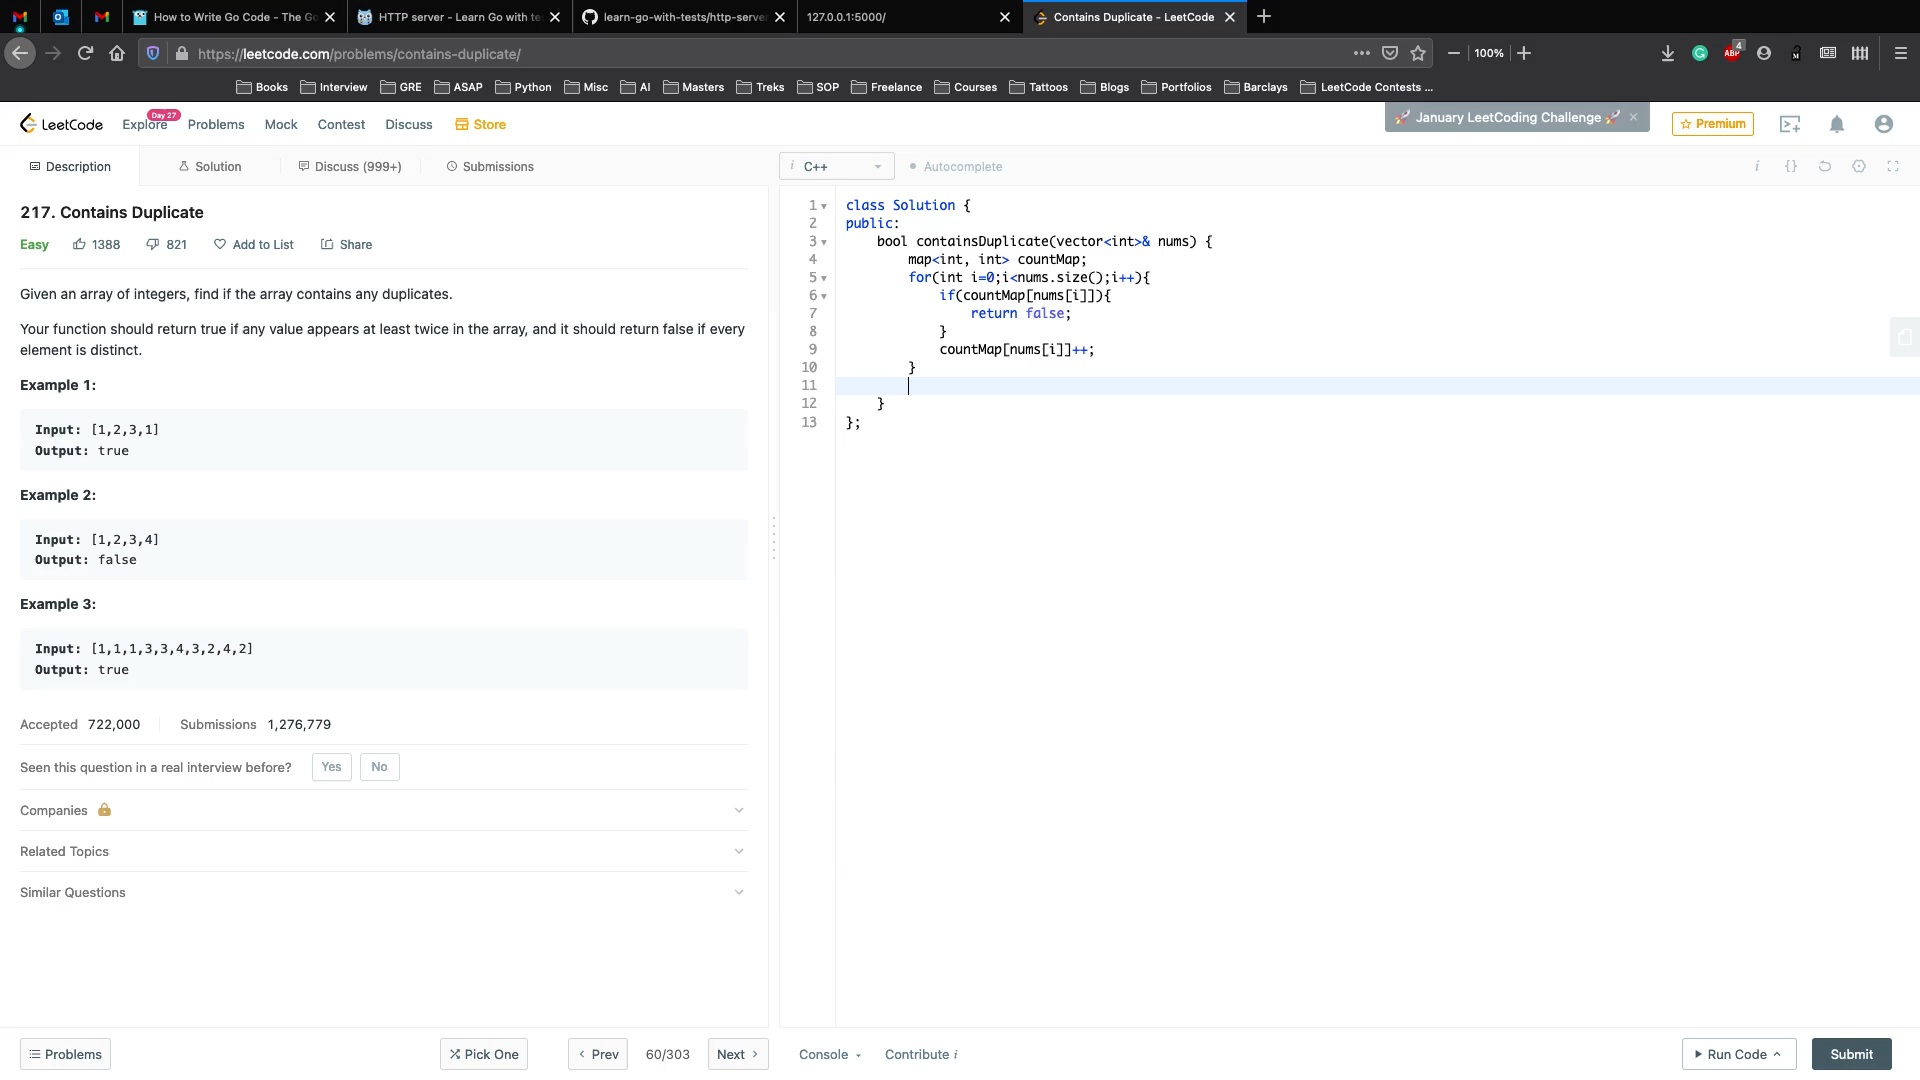 How to Write Go Code - The Go
HTTP server - Learn Go with te
learn-go-with-tests/http-server
127.0.0.1:5000/
Contains Duplicate - LeetCode
https://leetcode.com/problems/contains-duplicate/
100%
ABP
4
M
Books
Interview
GRE
ASAP
Python
Misc
AI
Masters
Treks
SOP
Freelance
Courses
Tattoos
Blogs
Portfolios
Barclays
LeetCode Contests ...
LeetCode
Explore
Day 27
Problems
Mock
Contest
Discuss
Store
January LeetCoding Challenge
Premium
Description
Solution
Discuss (999+)
Submissions
i C++
Autocomplete
i
{}
217. Contains Duplicate
Easy
1388
821
Add to List
Share
Given an array of integers, find if the array contains any duplicates.
Your function should return true if any value appears at least twice in the array, and it should return false if every
element is distinct.
Example 1:
Input: [1,2,3,1]
Output: true
Example 2:
Input: [1,2,3,4]
Output: false
Example 3:
Input: [1,1,1,3,3,4,3,2,4,2]
Output: true
Accepted 722,000
Submissions 1,276,779
Seen this question in a real interview before?
Yes
No
Companies
Related Topics
Similar Questions
1 class Solution {
2 public:
3 bool containsDuplicate(vector<int>& nums) {
4 map<int, int> countMap;
5 for(int i=0;i<nums.size();i++){
6 if(countMap[nums[i]]){
7 return false;
8 }
9 countMap[nums[i]]++;
10 }
11
12 }
13 };
Problems
Pick One
Prev
60/303
Next
Console
Contribute i
Run Code
Submit